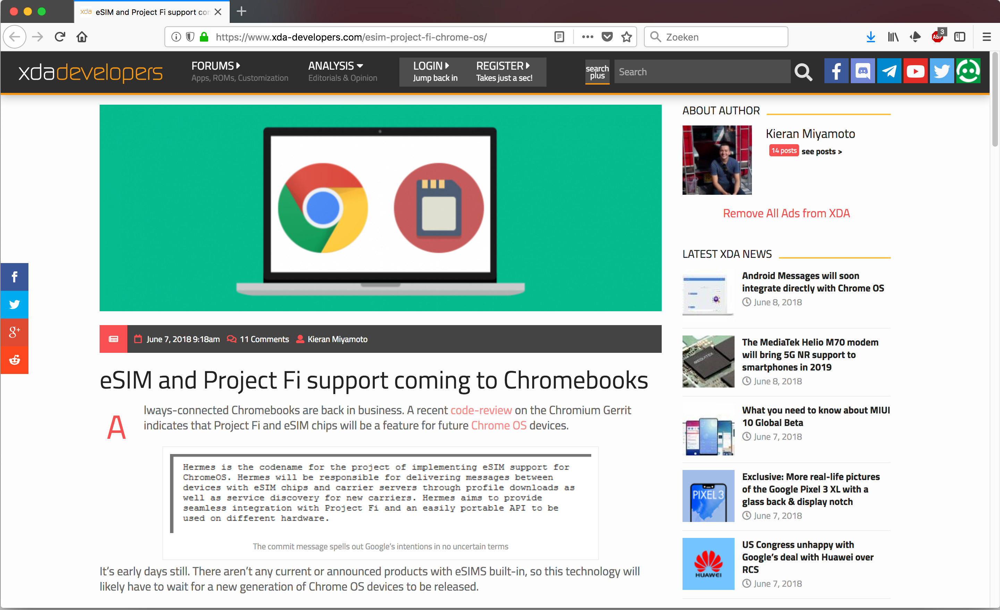 xda eSIM and Project Fi support con
https://www.xda-developers.com/esim-project-fi-chrome-os/
Zoeken
ABP
3
xdadevelopers
FORUMS
Apps, ROMs, Customization
ANALYSIS
Editorials & Opinion
LOGIN
Jump back in
REGISTER
Takes just a sec!
search
plus
Search
ABOUT AUTHOR
Kieran Miyamoto
14 posts see posts >
Remove All Ads from XDA
LATEST XDA NEWS
Android Messages will soon
integrate directly with Chrome OS
June 8, 2018
MEDIATEK
The MediaTek Helio M70 modem
will bring 5G NR support to
smartphones in 2019
June 8, 2018
What you need to know about MIUI
10 Global Beta
June 7, 2018
PIXEL 3
Exclusive: More real-life pictures
of the Google Pixel 3 XL with a
glass back & display notch
June 7, 2018
HUAWEI
US Congress unhappy with
Google’s deal with Huawei over
RCS
June 7, 2018
g+
June 7, 2018 9:18am 11 Comments Kieran Miyamoto
eSIM and Project Fi support coming to Chromebooks
Always-connected Chromebooks are back in business. A recent code-review on the Chromium Gerrit
indicates that Project Fi and eSIM chips will be a feature for future Chrome OS devices.
Hermes is the codename for the project of implementing eSIM support for
ChromeOS. Hermes will be responsible for delivering messages between
devices with eSIM chips and carrier servers through profile downloads as
well as service discovery for new carriers. Hermes aims to provide
seamless integration with Project Fi and an easily portable API to be
used on different hardware.
The commit message spells out Google’s intentions in no uncertain terms
It’s early days still. There aren’t any current or announced products with eSIMS built-in, so this technology will
likely have to wait for a new generation of Chrome OS devices to be released.